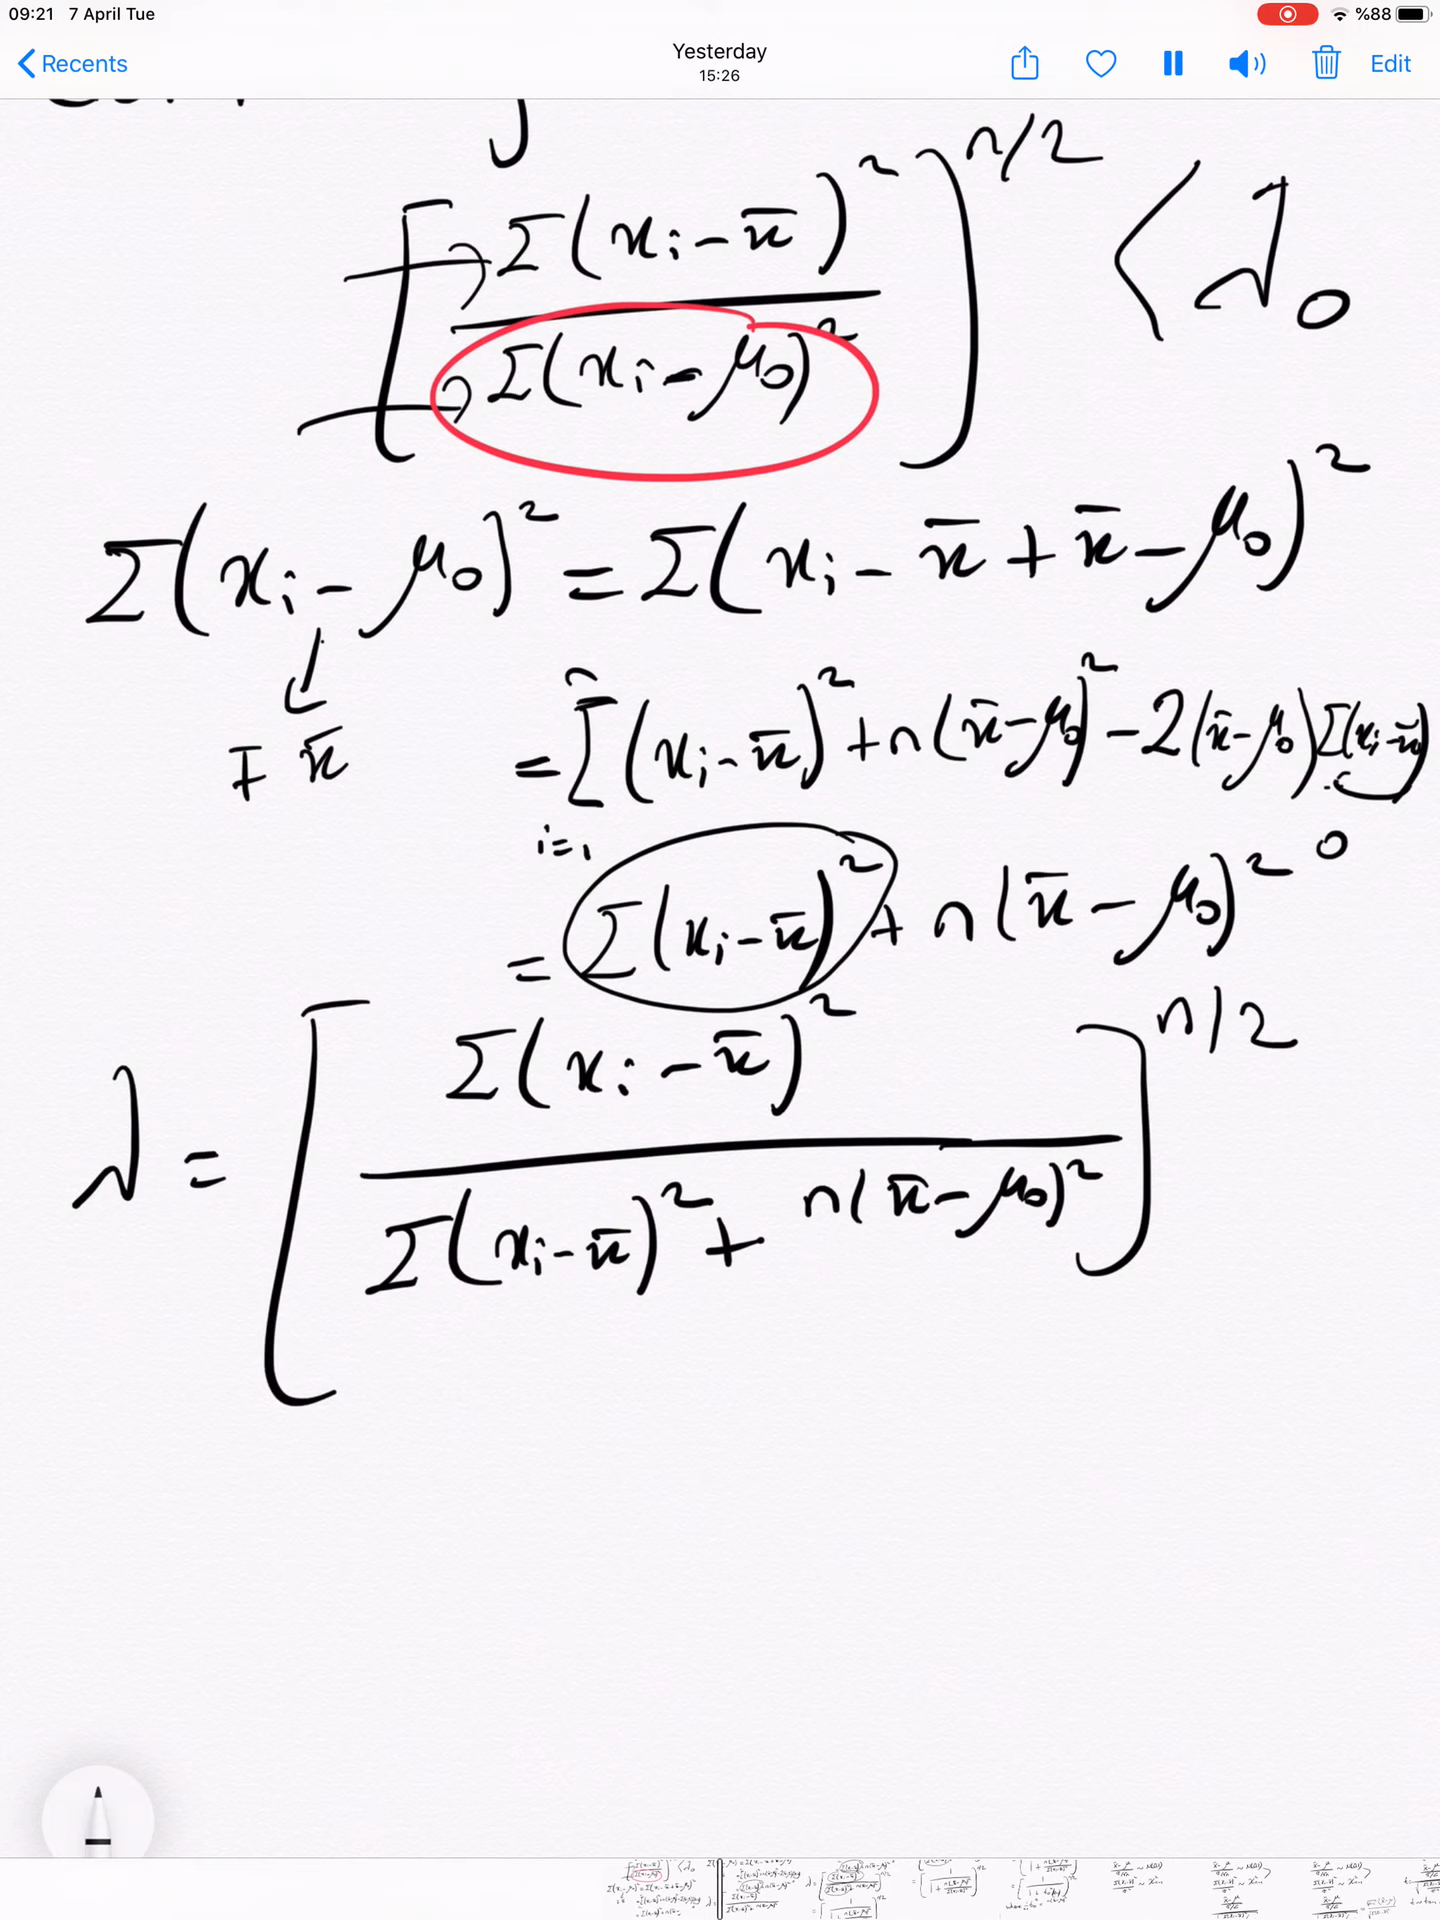 09:21 7 April Tue
%88
Recents
Yesterday
15:26
Edit
[ Σ(xᵢ - x̄)² / Σ(xᵢ - μ₀)² ]^n/2 < λ₀
Σ(xᵢ - μ₀)² = Σ(xᵢ - x̄ + x̄ - μ₀)²
∓ x̄
= Σ(xᵢ - x̄)² + n(x̄ - μ₀)² - 2(x̄ - μ₀)Σ(xᵢ - x̄)
i=1
0
= Σ(xᵢ - x̄)² + n(x̄ - μ₀)²
λ = [ Σ(xᵢ - x̄)² / Σ(xᵢ - x̄)² + n(x̄ - μ₀)² ]^n/2